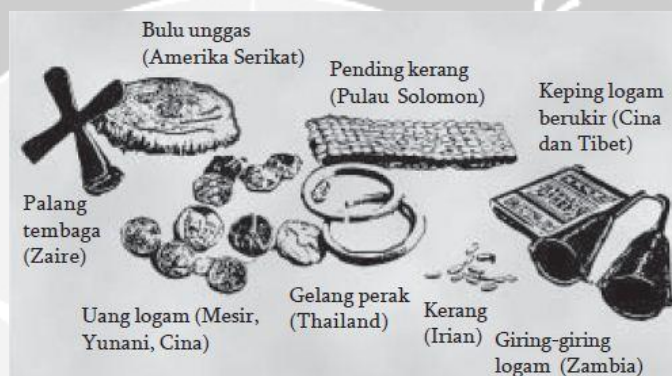 Bulu unggas
(Amerika Serikat)
Pending kerang
(Pulau Solomon)
Keping logam
berukir (Cina
dan Tibet)
Palang
tembaga
(Zaire)
Uang logam (Mesir,
Yunani, Cina)
Gelang perak
(Thailand)
Kerang
(Irian)
Giring-giring
logam (Zambia)